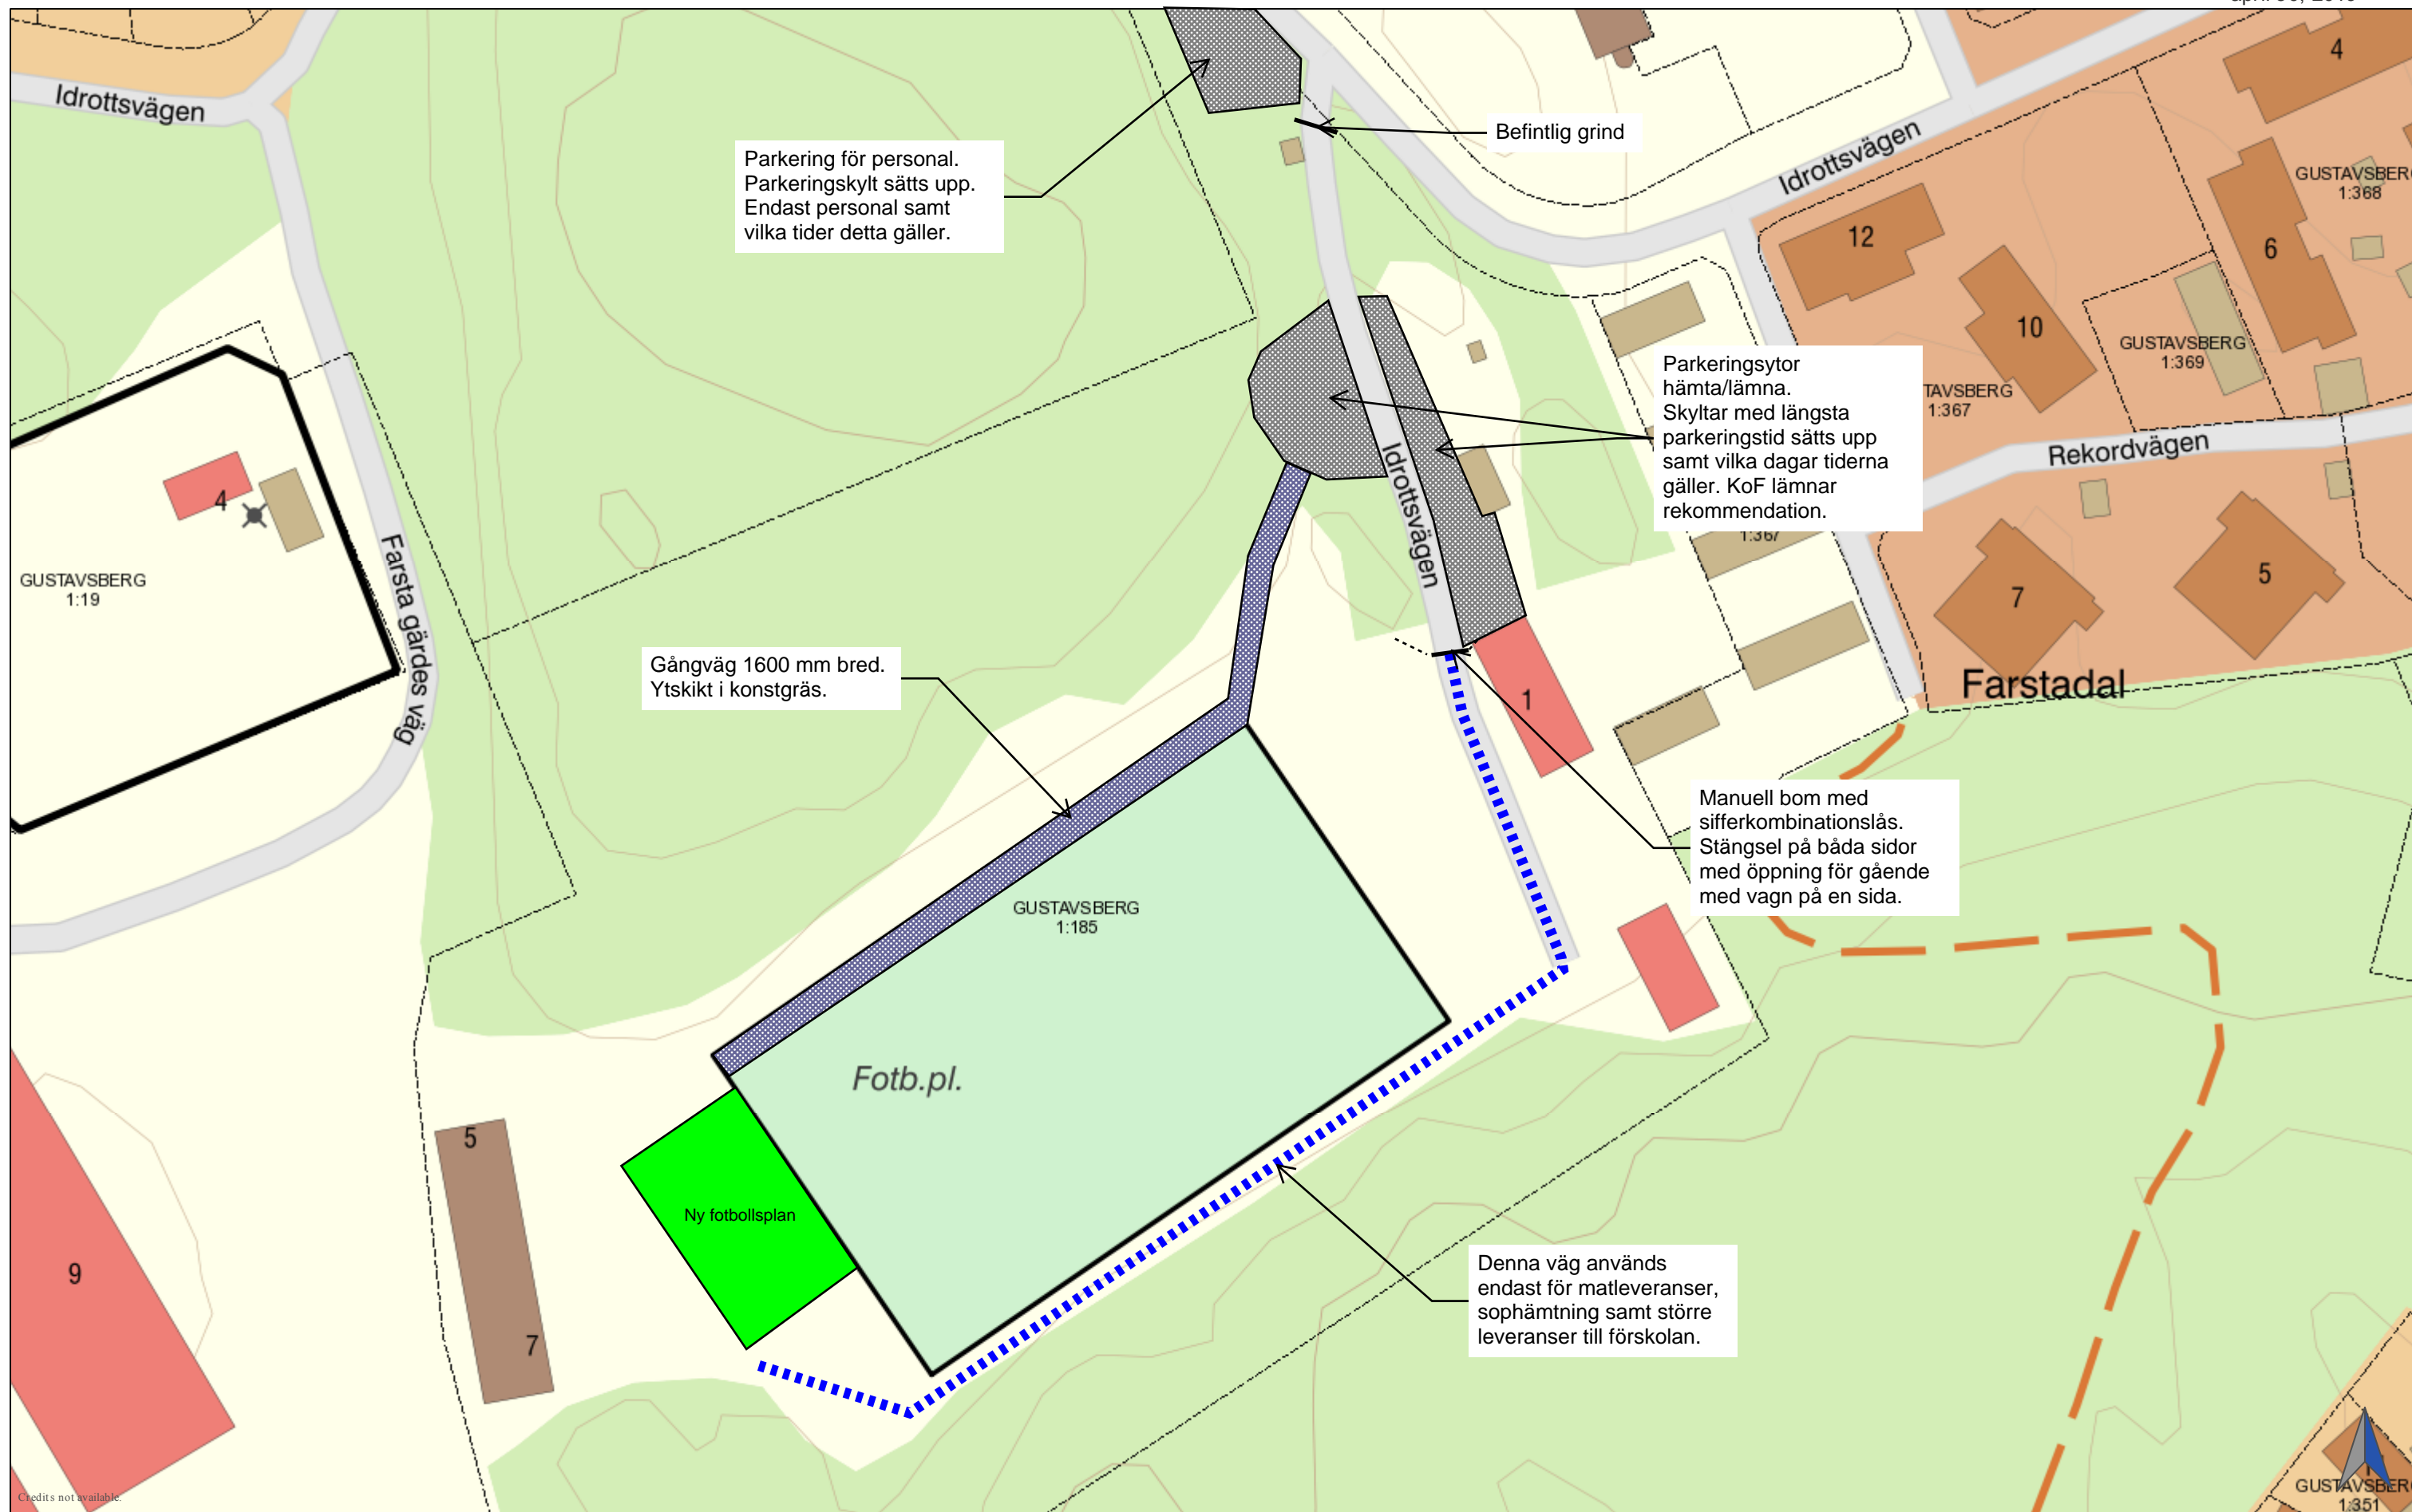 Idrottsvägen
4
Befintlig grind
Parkering för personal.
Parkeringskylt sätts upp.
Endast personal samt
vilka tider detta gäller.
Idrottsvägen
GUSTAVSBERG
1:368
12
6
10
GUSTAVSBERG
1:369
Parkeringsytor
hämta/lämna.
Skyltar med längsta
parkeringstid sätts upp
samt vilka dagar tiderna
gäller. KoF lämnar
rekommendation.
TAVSBERG
1:367
Rekordvägen
Idrottsvägen
4
1:367
Farsta gärdes väg
GUSTAVSBERG
1:19
7
5
Farstadal
Gångväg 1600 mm bred.
Ytskikt i konstgräs.
1
Manuell bom med
sifferkombinationslås.
Stängsel på båda sidor
med öppning för gående
med vagn på en sida.
GUSTAVSBERG
1:185
Fotb.pl.
5
Ny fotbollsplan
9
7
Denna väg används
endast för matleveranser,
sophämtning samt större
leveranser till förskolan.
GUSTAVSBER
1:351
Credits not available.